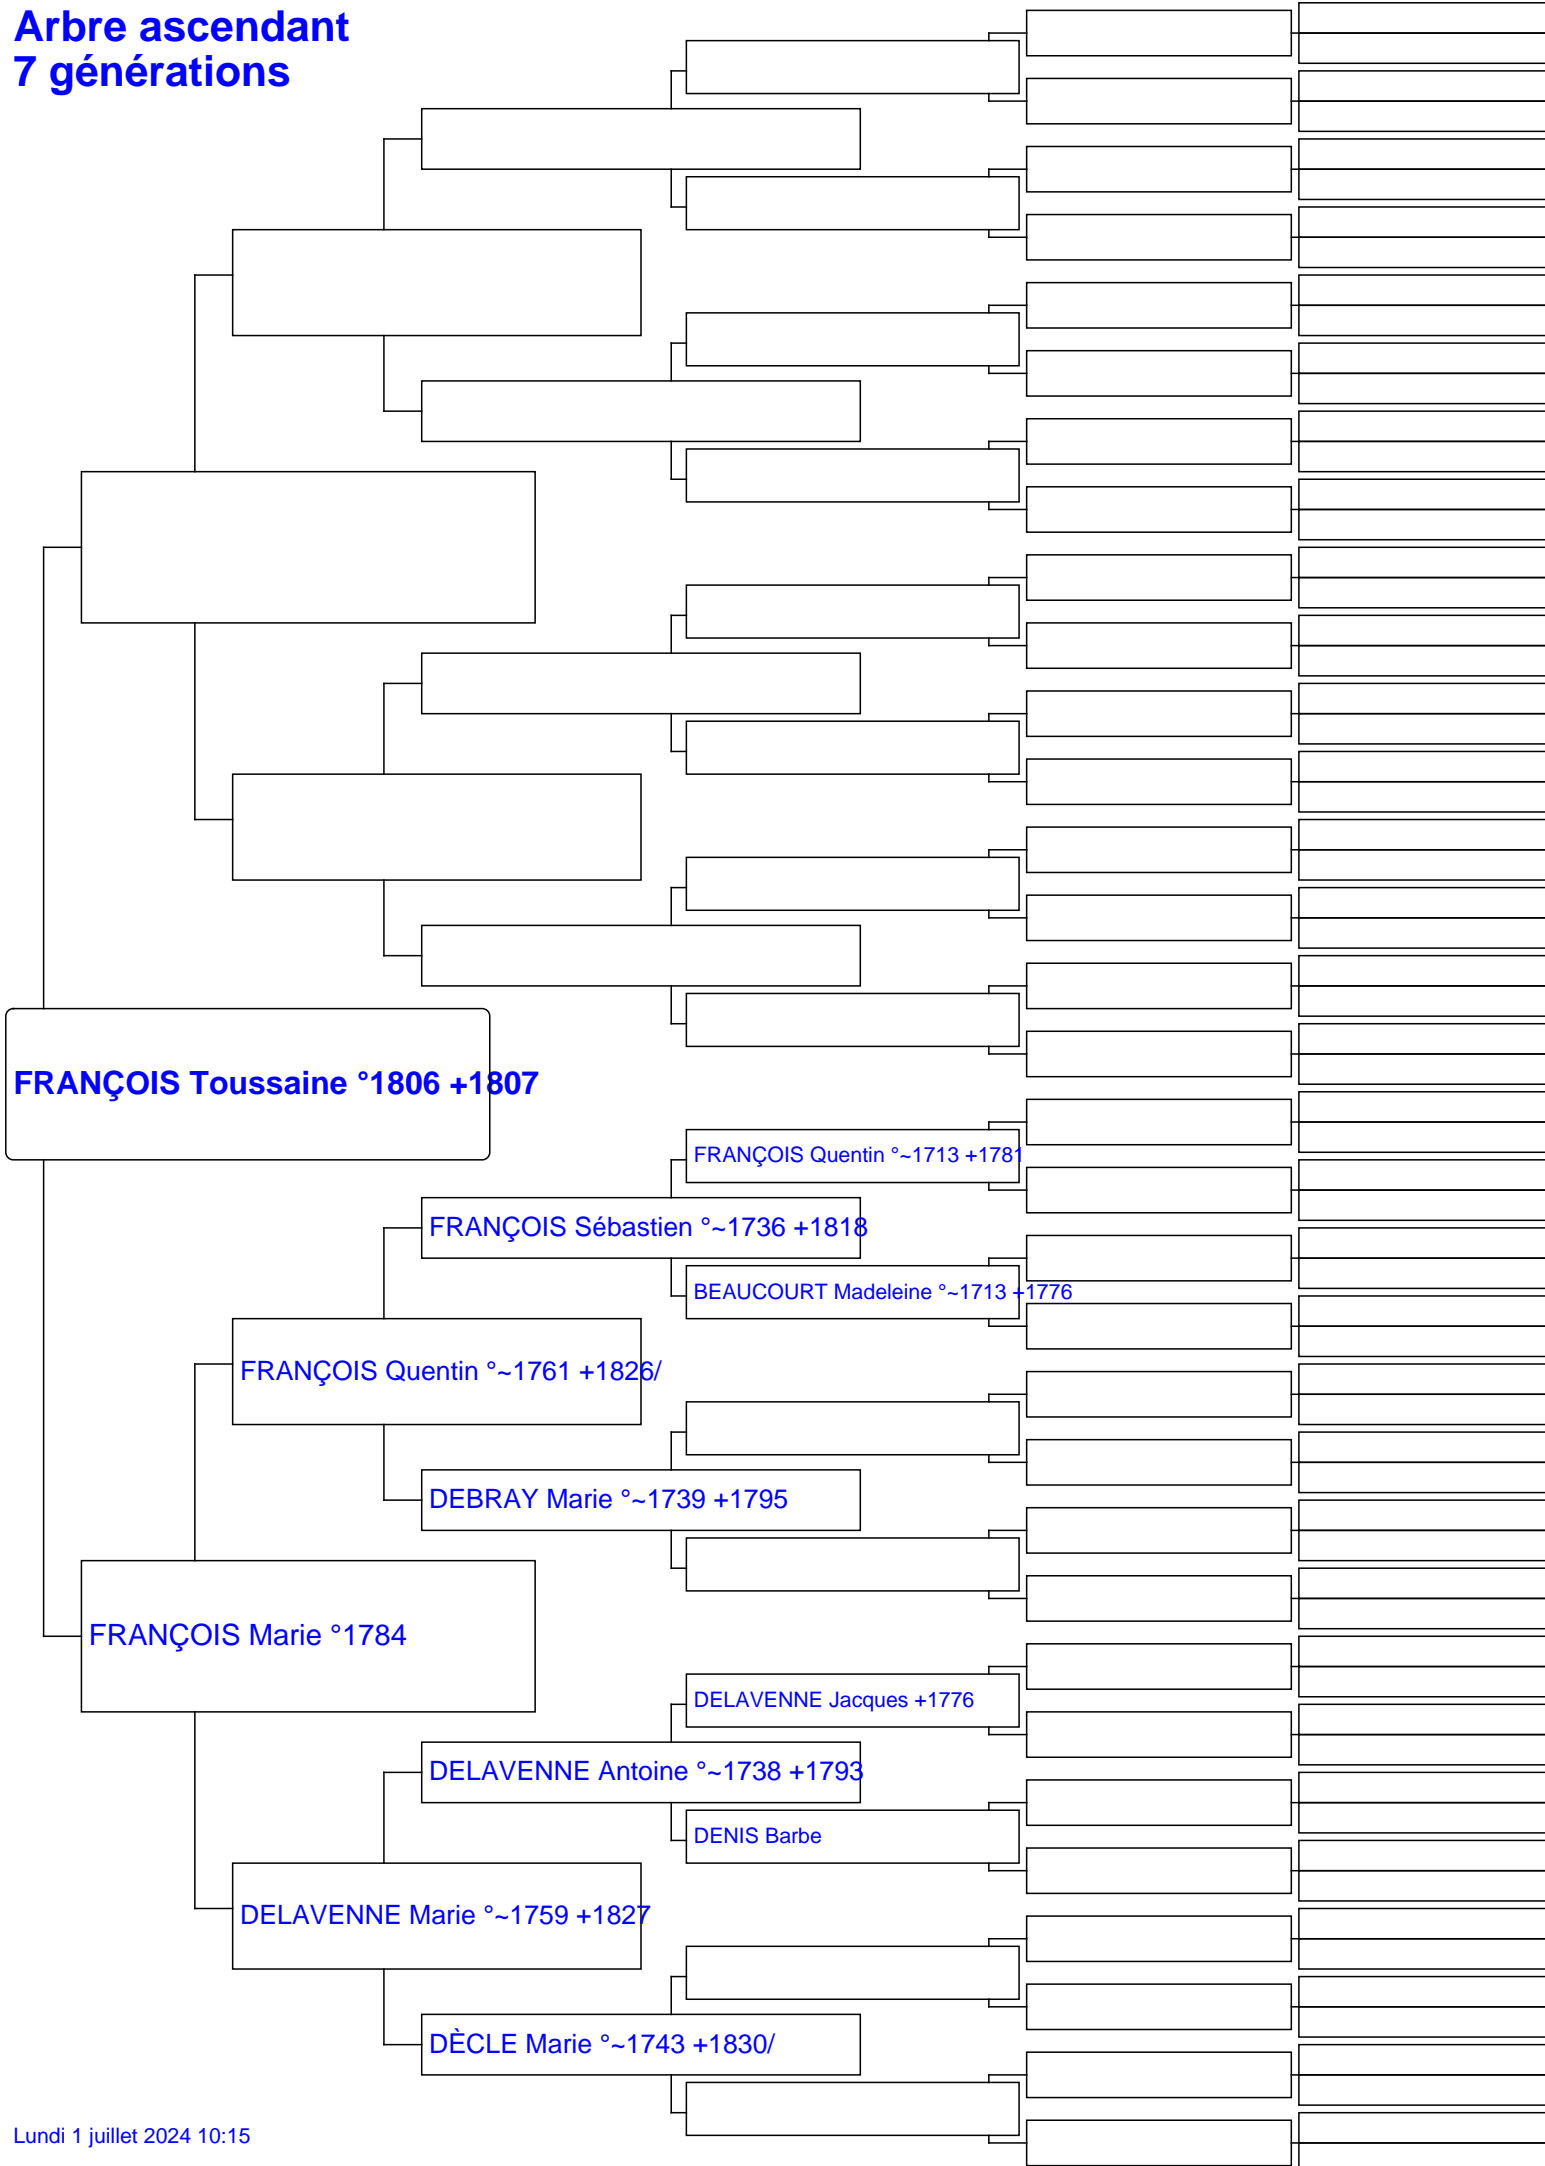 Arbre ascendant
7 générations
FRANÇOIS Toussaine °1806 +1807
FRANÇOIS Quentin °~1713 +1781
FRANÇOIS Sébastien °~1736 +1818
BEAUCOURT Madeleine °~1713 +1776
FRANÇOIS Quentin °~1761 +1826/
DEBRAY Marie °~1739 +1795
FRANÇOIS Marie °1784
DELAVENNE Jacques +1776
DELAVENNE Antoine °~1738 +1793
DENIS Barbe
DELAVENNE Marie °~1759 +1827
DÈCLE Marie °~1743 +1830/
Lundi 1 juillet 2024 10:15